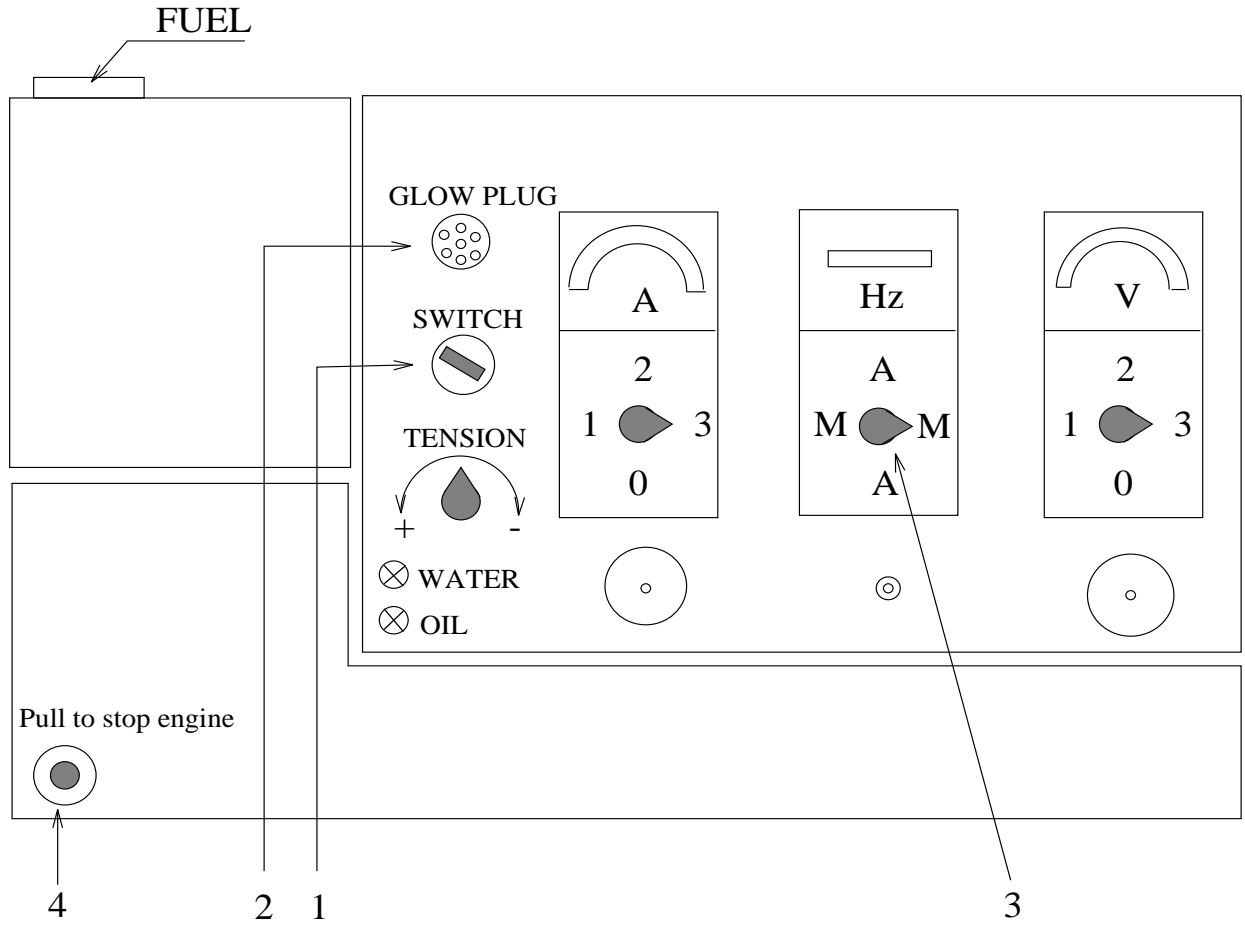 FUEL
GLOW PLUG
SWITCH
TENSION
+ -
WATER
OIL
A
2
1 3
0
Hz
A
M M
A
V
2
1 3
0
Pull to stop engine
4 2 1 3